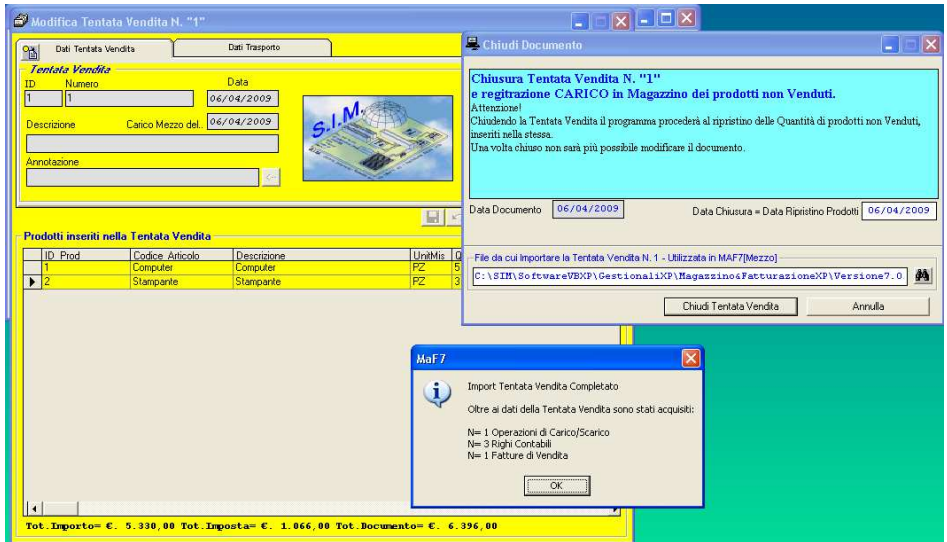 Modifica Tentata Vendita N. "1"
Dati Tentata Vendita
Dati Trasporto
Tentata Vendita
ID
Numero
Data
1
1
06/04/2009
Descrizione
Carico Mezzo del..
06/04/2009
S.I.M.
Annotazione
<--
Prodotti inseriti nella Tentata Vendita
ID Prod
Codice Articolo
Descrizione
UnitMis
Q
1
Computer
Computer
PZ
5
2
Stampante
Stampante
PZ
3
Tot.Importo= €. 5.330,00 Tot.Imposta= €. 1.066,00 Tot.Documento= €. 6.396,00
Chiudi Documento
Chiusura Tentata Vendita N. "1"
e regitrazione CARICO in Magazzino dei prodotti non Venduti.
Attenzione!
Chiudendo la Tentata Vendita il programma procederà al ripristino delle Quantità di prodotti non Venduti,
inseriti nella stessa.
Una volta chiuso non sarà più possibile modificare il documento.
Data Documento
06/04/2009
Data Chiusura = Data Ripristino Prodotti
06/04/2009
File da cui Importare la Tentata Vendita N. 1 - Utilizzata in MAF7[Mezzo]
C:\SIM\SoftwareVBXP\GestionaliXP\Magazzino&FatturazioneXP\Versione7.0
Chiudi Tentata Vendita
Annulla
MaF7
Import Tentata Vendita Completato
Oltre ai dati della Tentata Vendita sono stati acquisiti:
N= 1 Operazioni di Carico/Scarico
N= 3 Righi Contabili
N= 1 Fatture di Vendita
OK